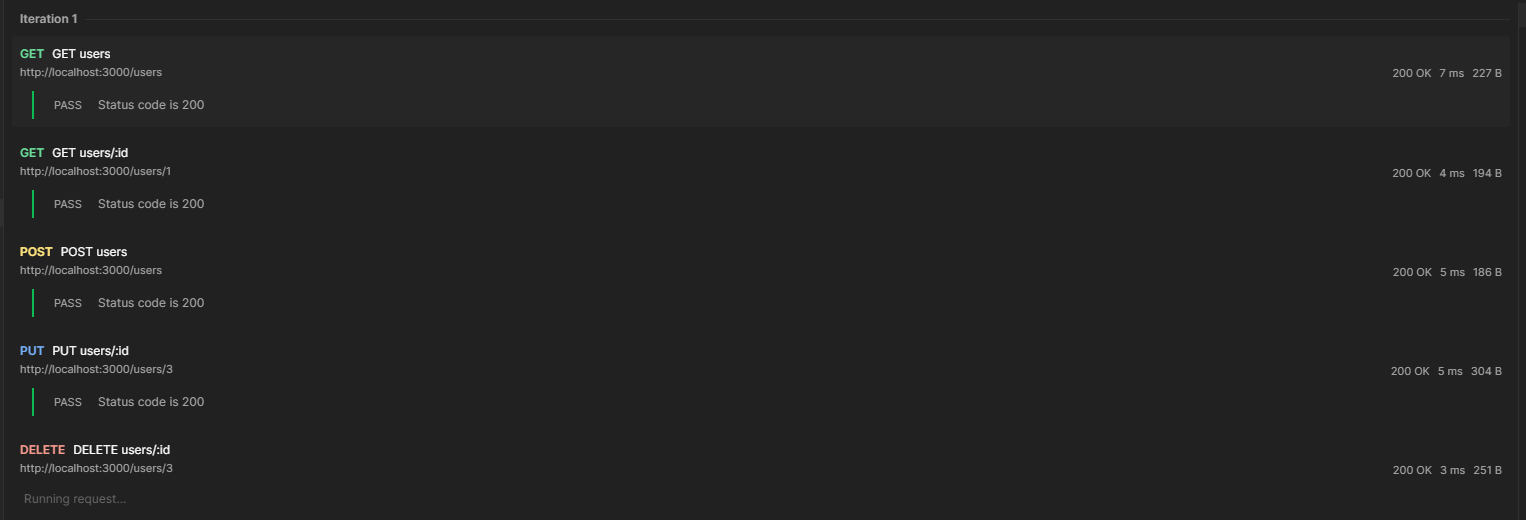 Iteration 1
GET GET users
http://localhost:3000/users
200 OK 7 ms 227 B
PASS Status code is 200
GET GET users/:id
http://localhost:3000/users/1
200 OK 4 ms 194 B
PASS Status code is 200
POST POST users
http://localhost:3000/users
200 OK 5 ms 186 B
PASS Status code is 200
PUT PUT users/:id
http://localhost:3000/users/3
200 OK 5 ms 304 B
PASS Status code is 200
DELETE DELETE users/:id
http://localhost:3000/users/3
200 OK 3 ms 251 B
Running request...